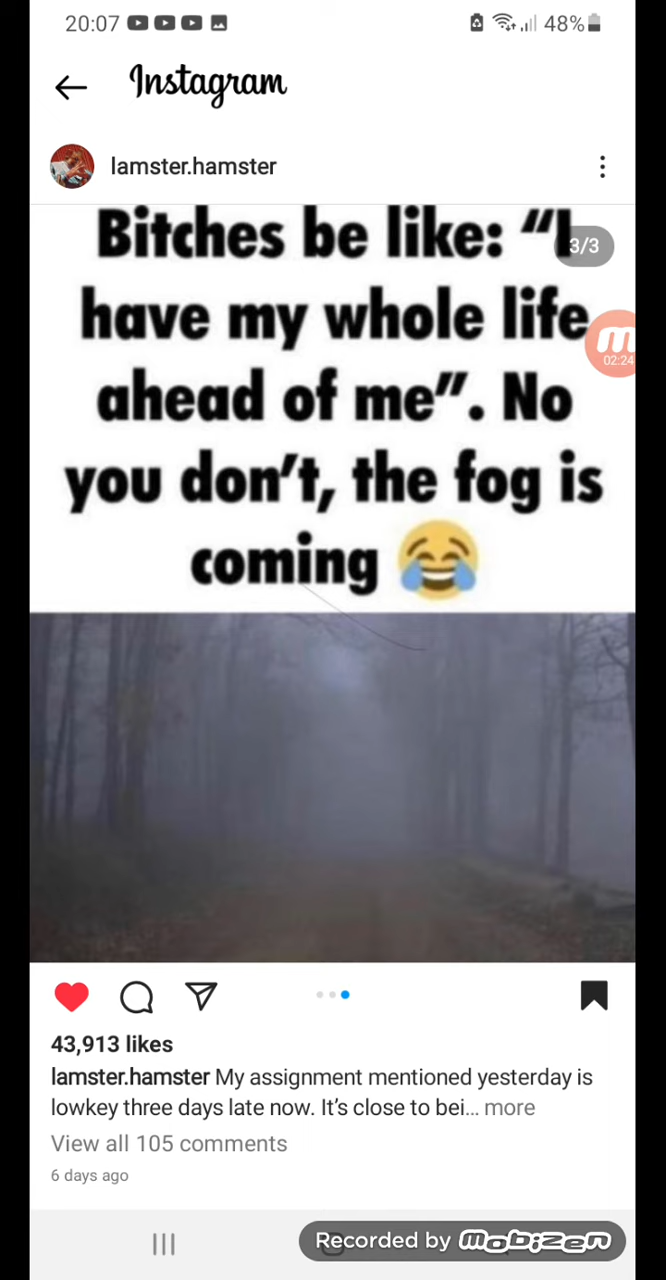 20:07
48%
Instagram
lamster.hamster
Bitches be like: “I
3/3
have my whole life
02:24
ahead of me”. No
you don’t, the fog is
coming 😂
43,913 likes
lamster.hamster My assignment mentioned yesterday is
lowkey three days late now. It’s close to bei... more
View all 105 comments
6 days ago
Recorded by mobizen